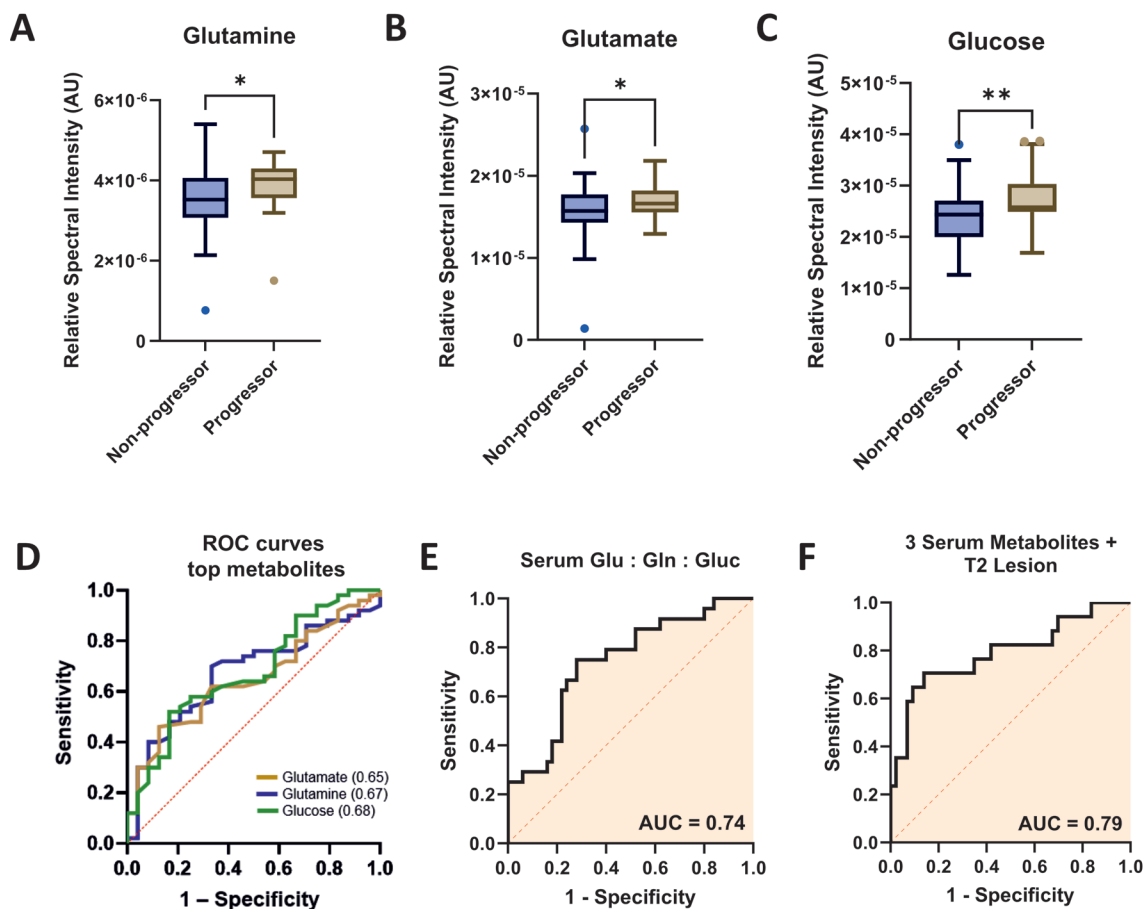 A
Glutamine
Relative Spectral Intensity (AU)
6×10⁻⁶
4×10⁻⁶
2×10⁻⁶
0
*
Non-progressor
Progressor
B
Glutamate
Relative Spectral Intensity (AU)
3×10⁻⁵
2×10⁻⁵
1×10⁻⁵
0
*
Non-progressor
Progressor
C
Glucose
Relative Spectral Intensity (AU)
5×10⁻⁵
4×10⁻⁵
3×10⁻⁵
2×10⁻⁵
1×10⁻⁵
0
**
Non-progressor
Progressor
D
ROC curves
top metabolites
Sensitivity
1.0
0.8
0.6
0.4
0.2
0.0
Glutamate (0.65)
Glutamine (0.67)
Glucose (0.68)
0.0 0.2 0.4 0.6 0.8 1.0
1 – Specificity
E
Serum Glu : Gln : Gluc
Sensitivity
1.0
0.8
0.6
0.4
0.2
0.0
AUC = 0.74
0.0 0.2 0.4 0.6 0.8 1.0
1 - Specificity
F
3 Serum Metabolites +
T2 Lesion
Sensitivity
1.0
0.8
0.6
0.4
0.2
0.0
AUC = 0.79
0.0 0.2 0.4 0.6 0.8 1.0
1 - Specificity